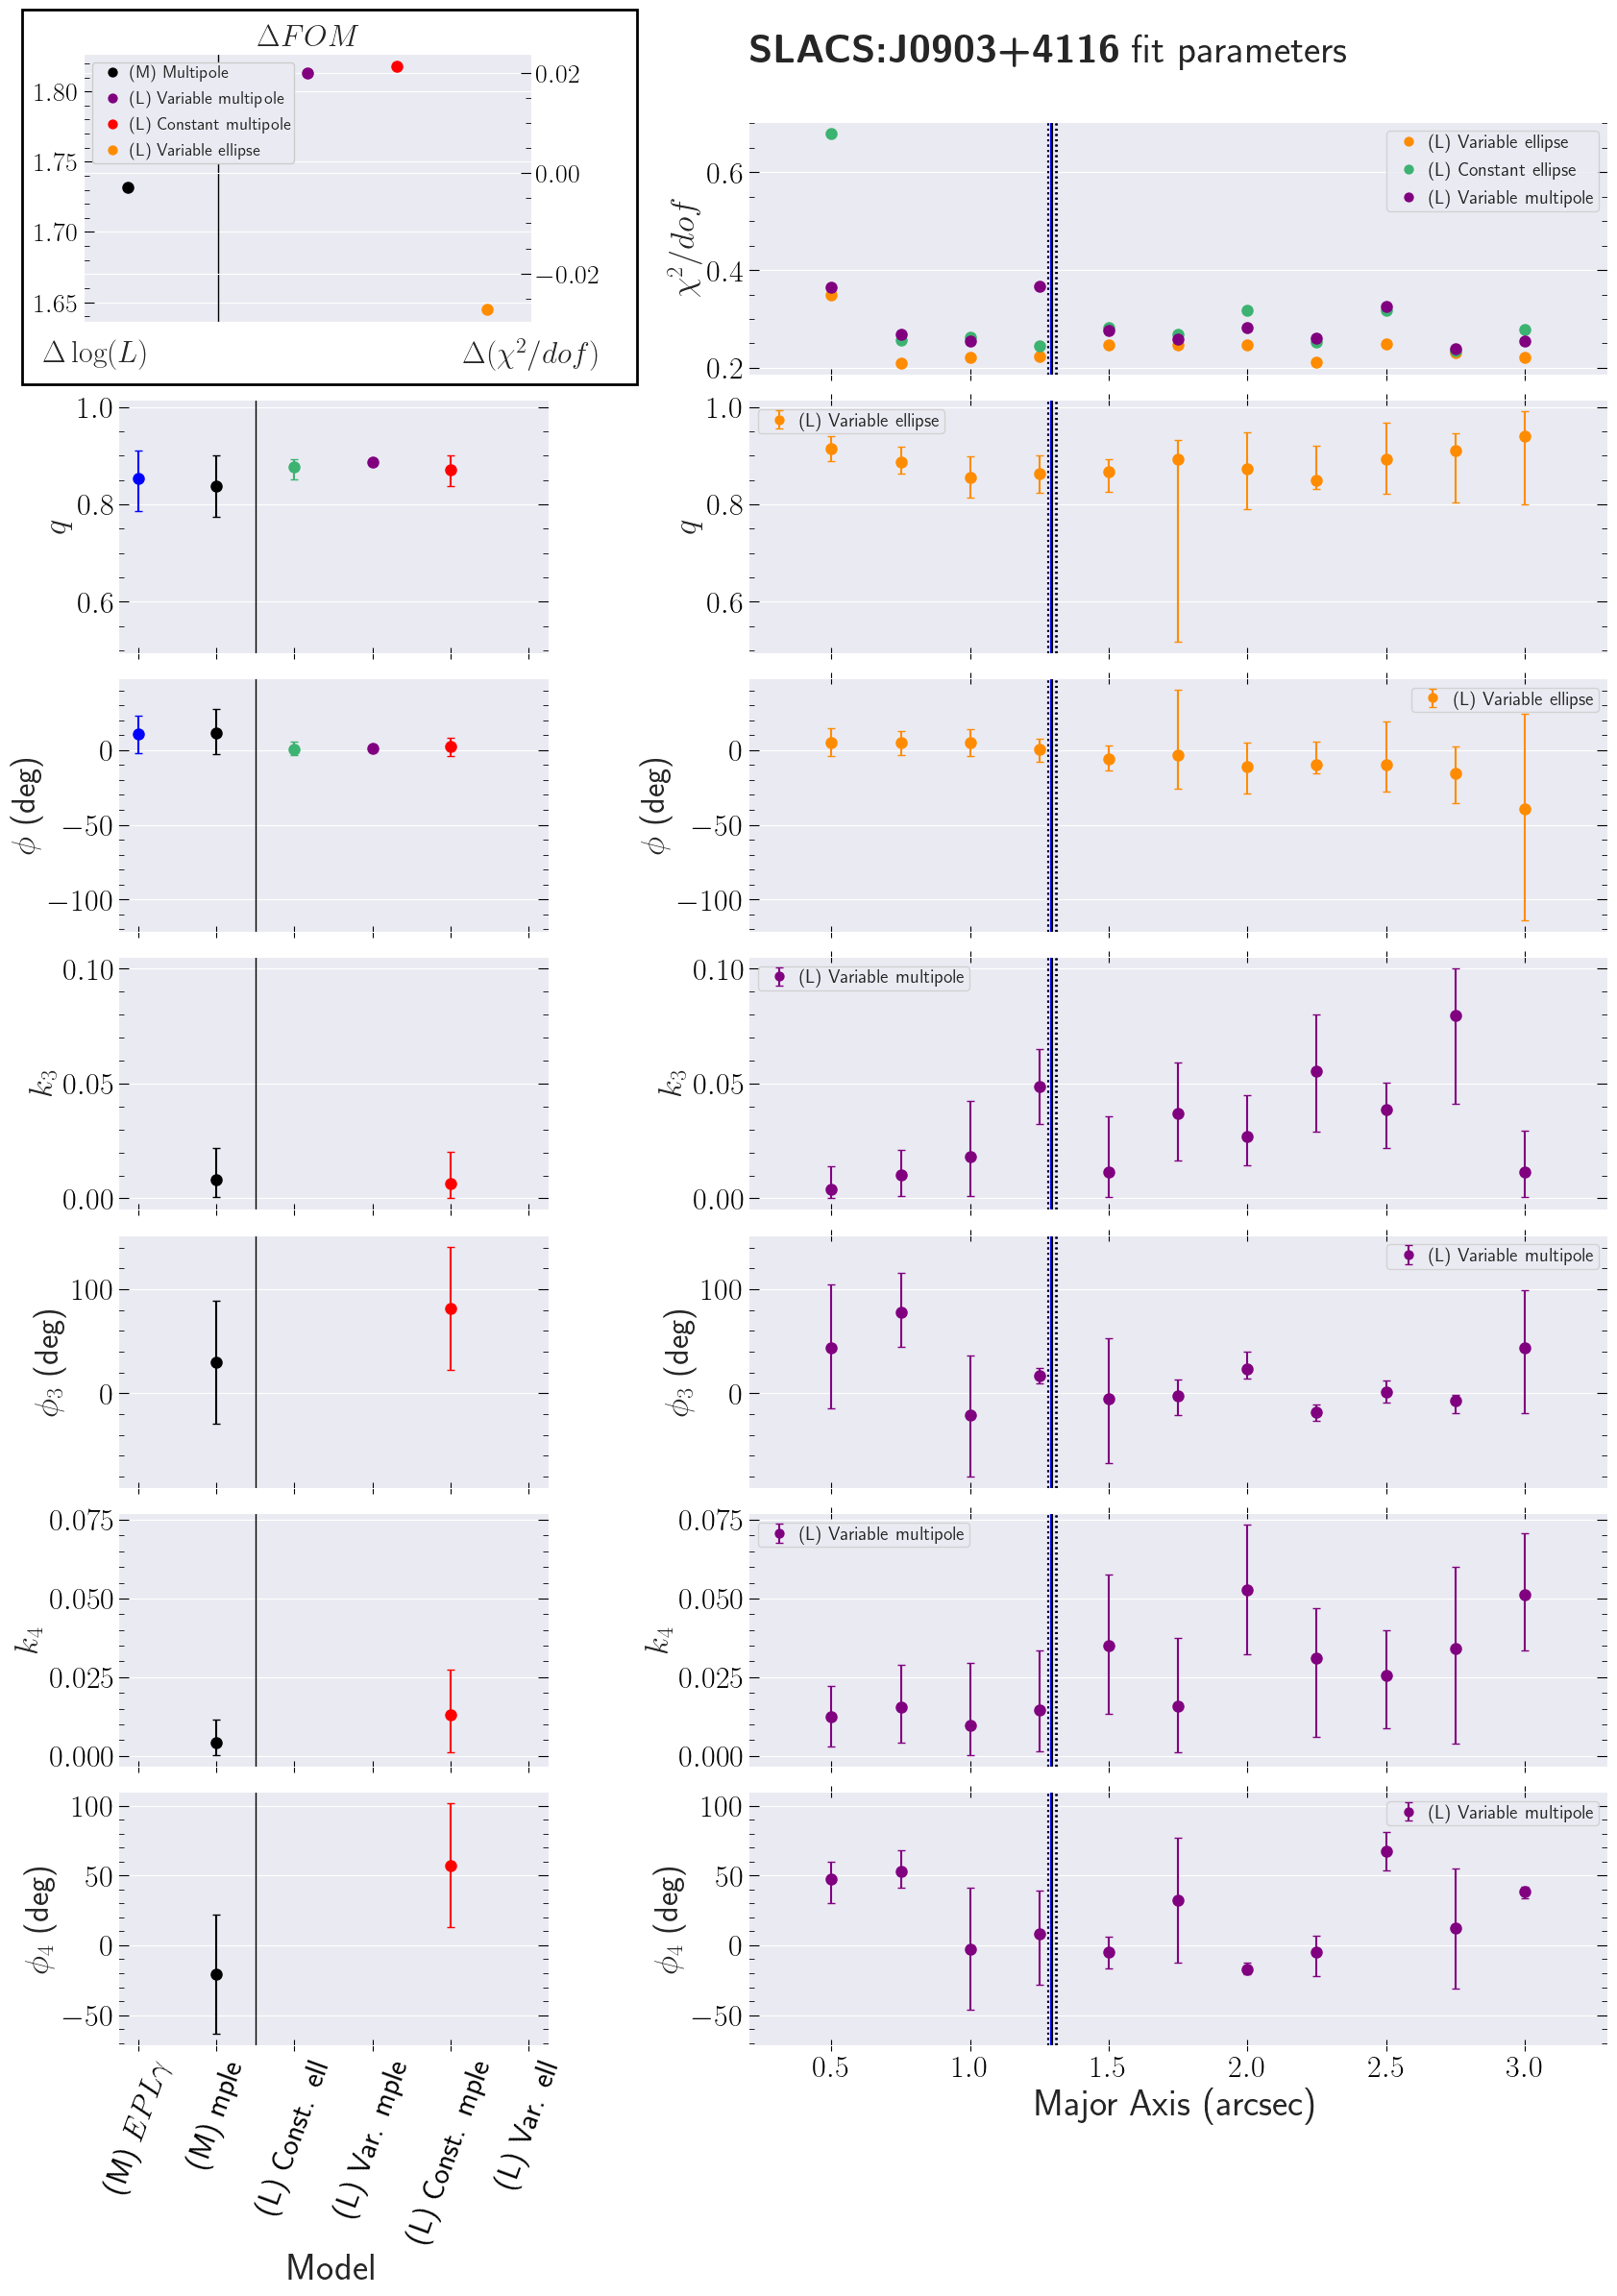 ΔFOM
1.80
1.75
1.70
1.65
0.02
0.00
−0.02
(M) Multipole
(L) Variable multipole
(L) Constant multipole
(L) Variable ellipse
Δ log(L)
Δ(χ²/dof)
SLACS:J0903+4116 fit parameters
χ²/dof
0.6
0.4
0.2
(L) Variable ellipse
(L) Constant ellipse
(L) Variable multipole
q
1.0
0.8
0.6
q
1.0
0.8
0.6
(L) Variable ellipse
ϕ (deg)
0
−50
−100
ϕ (deg)
0
−50
−100
(L) Variable ellipse
k₃
0.10
0.05
0.00
k₃
0.10
0.05
0.00
(L) Variable multipole
ϕ₃ (deg)
100
0
ϕ₃ (deg)
100
0
(L) Variable multipole
k₄
0.075
0.050
0.025
0.000
k₄
0.075
0.050
0.025
0.000
(L) Variable multipole
ϕ₄ (deg)
100
50
0
−50
ϕ₄ (deg)
100
50
0
−50
(L) Variable multipole
(M) EPLγ
(M) mple
(L) Const. ell
(L) Var. mple
(L) Const. mple
(L) Var. ell
Model
0.5 1.0 1.5 2.0 2.5 3.0
Major Axis (arcsec)